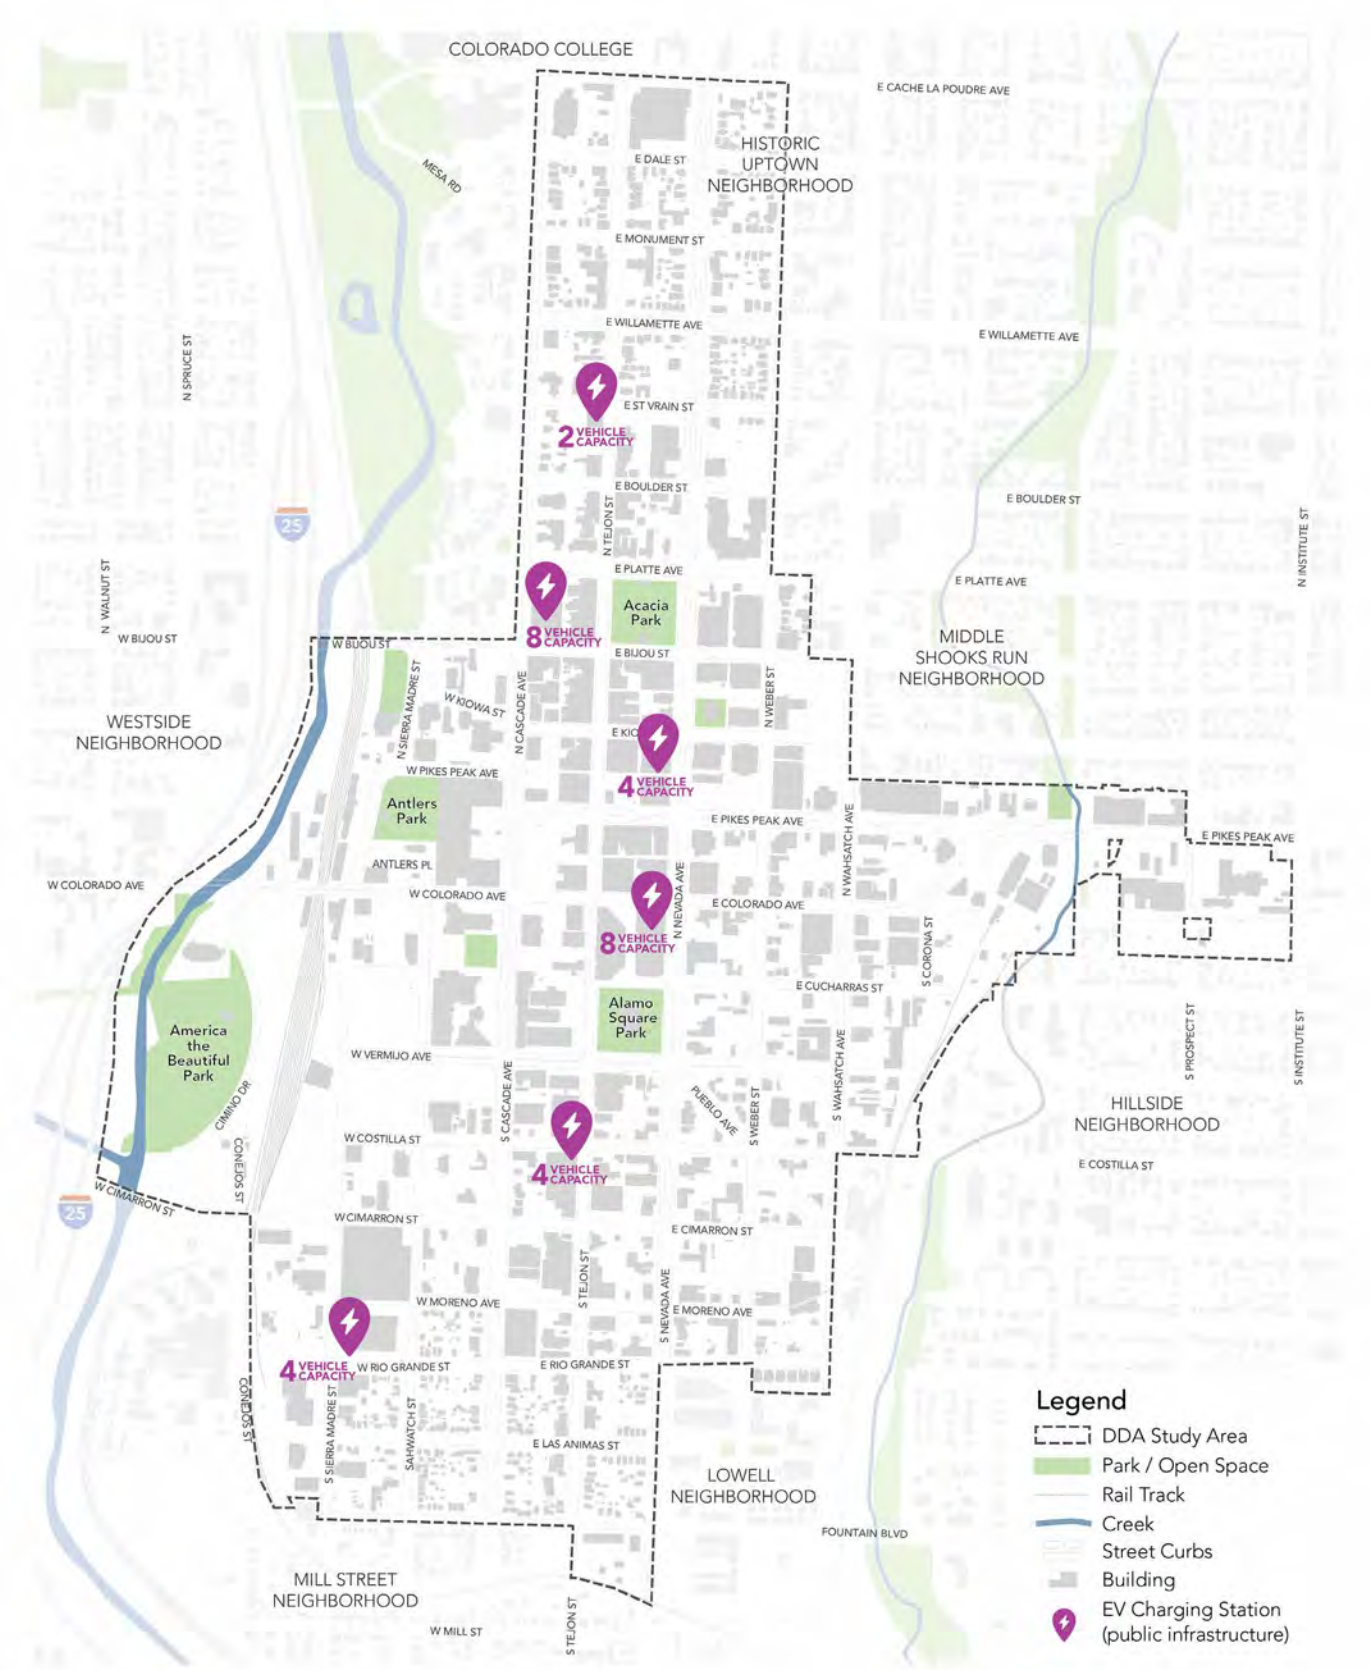 COLORADO COLLEGE
E CACHE LA POUDRE AVE
HISTORIC
UPTOWN
NEIGHBORHOOD
E DALE ST
MESA RD
E MONUMENT ST
E WILLAMETTE AVE
E WILLAMETTE AVE
N SPRUCE ST
E ST VRAIN ST
2 VEHICLE
CAPACITY
E BOULDER ST
E BOULDER ST
N TEJON ST
25
N INSTITUTE ST
N WALNUT ST
E PLATTE AVE
E PLATTE AVE
Acacia
Park
8 VEHICLE
CAPACITY
W BIJOU ST
W BIJOU ST
E BIJOU ST
MIDDLE
SHOOKS RUN
NEIGHBORHOOD
N SIERRA MADRE ST
W KIOWA ST
N CASCADE AVE
N WEBER ST
WESTSIDE
NEIGHBORHOOD
E KIO
4 VEHICLE
CAPACITY
W PIKES PEAK AVE
Antlers
Park
E PIKES PEAK AVE
N WAHSATCH AVE
E PIKES PEAK AVE
ANTLERS PL
W COLORADO AVE
W COLORADO AVE
N NEVADA AVE
E COLORADO AVE
8 VEHICLE
CAPACITY
S CORONA ST
E CUCHARRAS ST
Alamo
Square
Park
America
the
Beautiful
Park
W VERMIJO AVE
S PROSPECT ST
S INSTITUTE ST
CIMINO DR
S CASCADE AVE
PUEBLO AVE
S WEBER ST
S WAHSATCH AVE
HILLSIDE
NEIGHBORHOOD
W COSTILLA ST
CONEJOS ST
4 VEHICLE
CAPACITY
E COSTILLA ST
W CIMARRON ST
25
W CIMARRON ST
E CIMARRON ST
S TEJON ST
S NEVADA AVE
W MORENO AVE
E MORENO AVE
4 VEHICLE
CAPACITY
W RIO GRANDE ST
E RIO GRANDE ST
CONEJOS ST
S SIERRA MADRE ST
SAHWATCH ST
E LAS ANIMAS ST
LOWELL
NEIGHBORHOOD
FOUNTAIN BLVD
MILL STREET
NEIGHBORHOOD
W MILL ST
S TEJON ST
Legend
DDA Study Area
Park / Open Space
Rail Track
Creek
Street Curbs
Building
EV Charging Station
(public infrastructure)